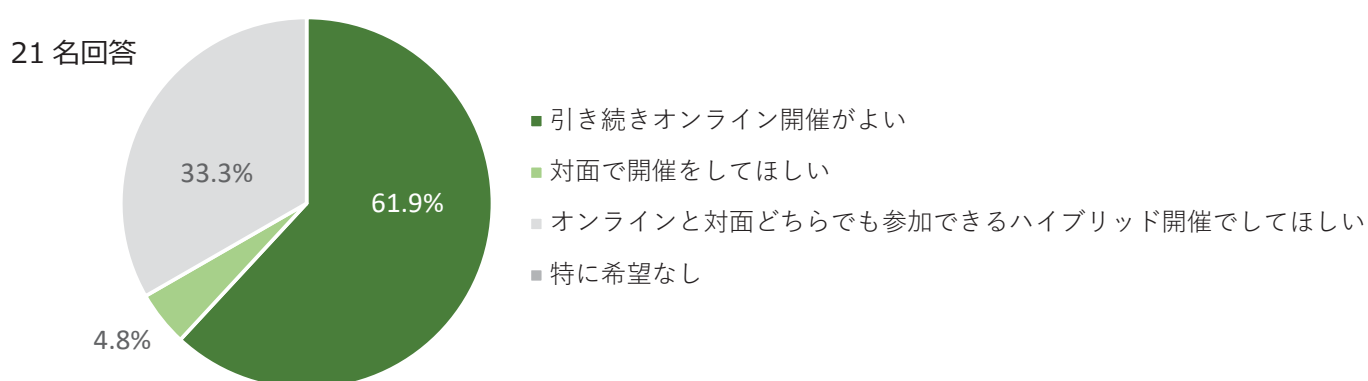 21 名回答
33.3%
61.9%
4.8%
引き続きオンライン開催がよい
対面で開催をしてほしい
オンラインと対面どちらでも参加できるハイブリッド開催でしてほしい
特に希望なし